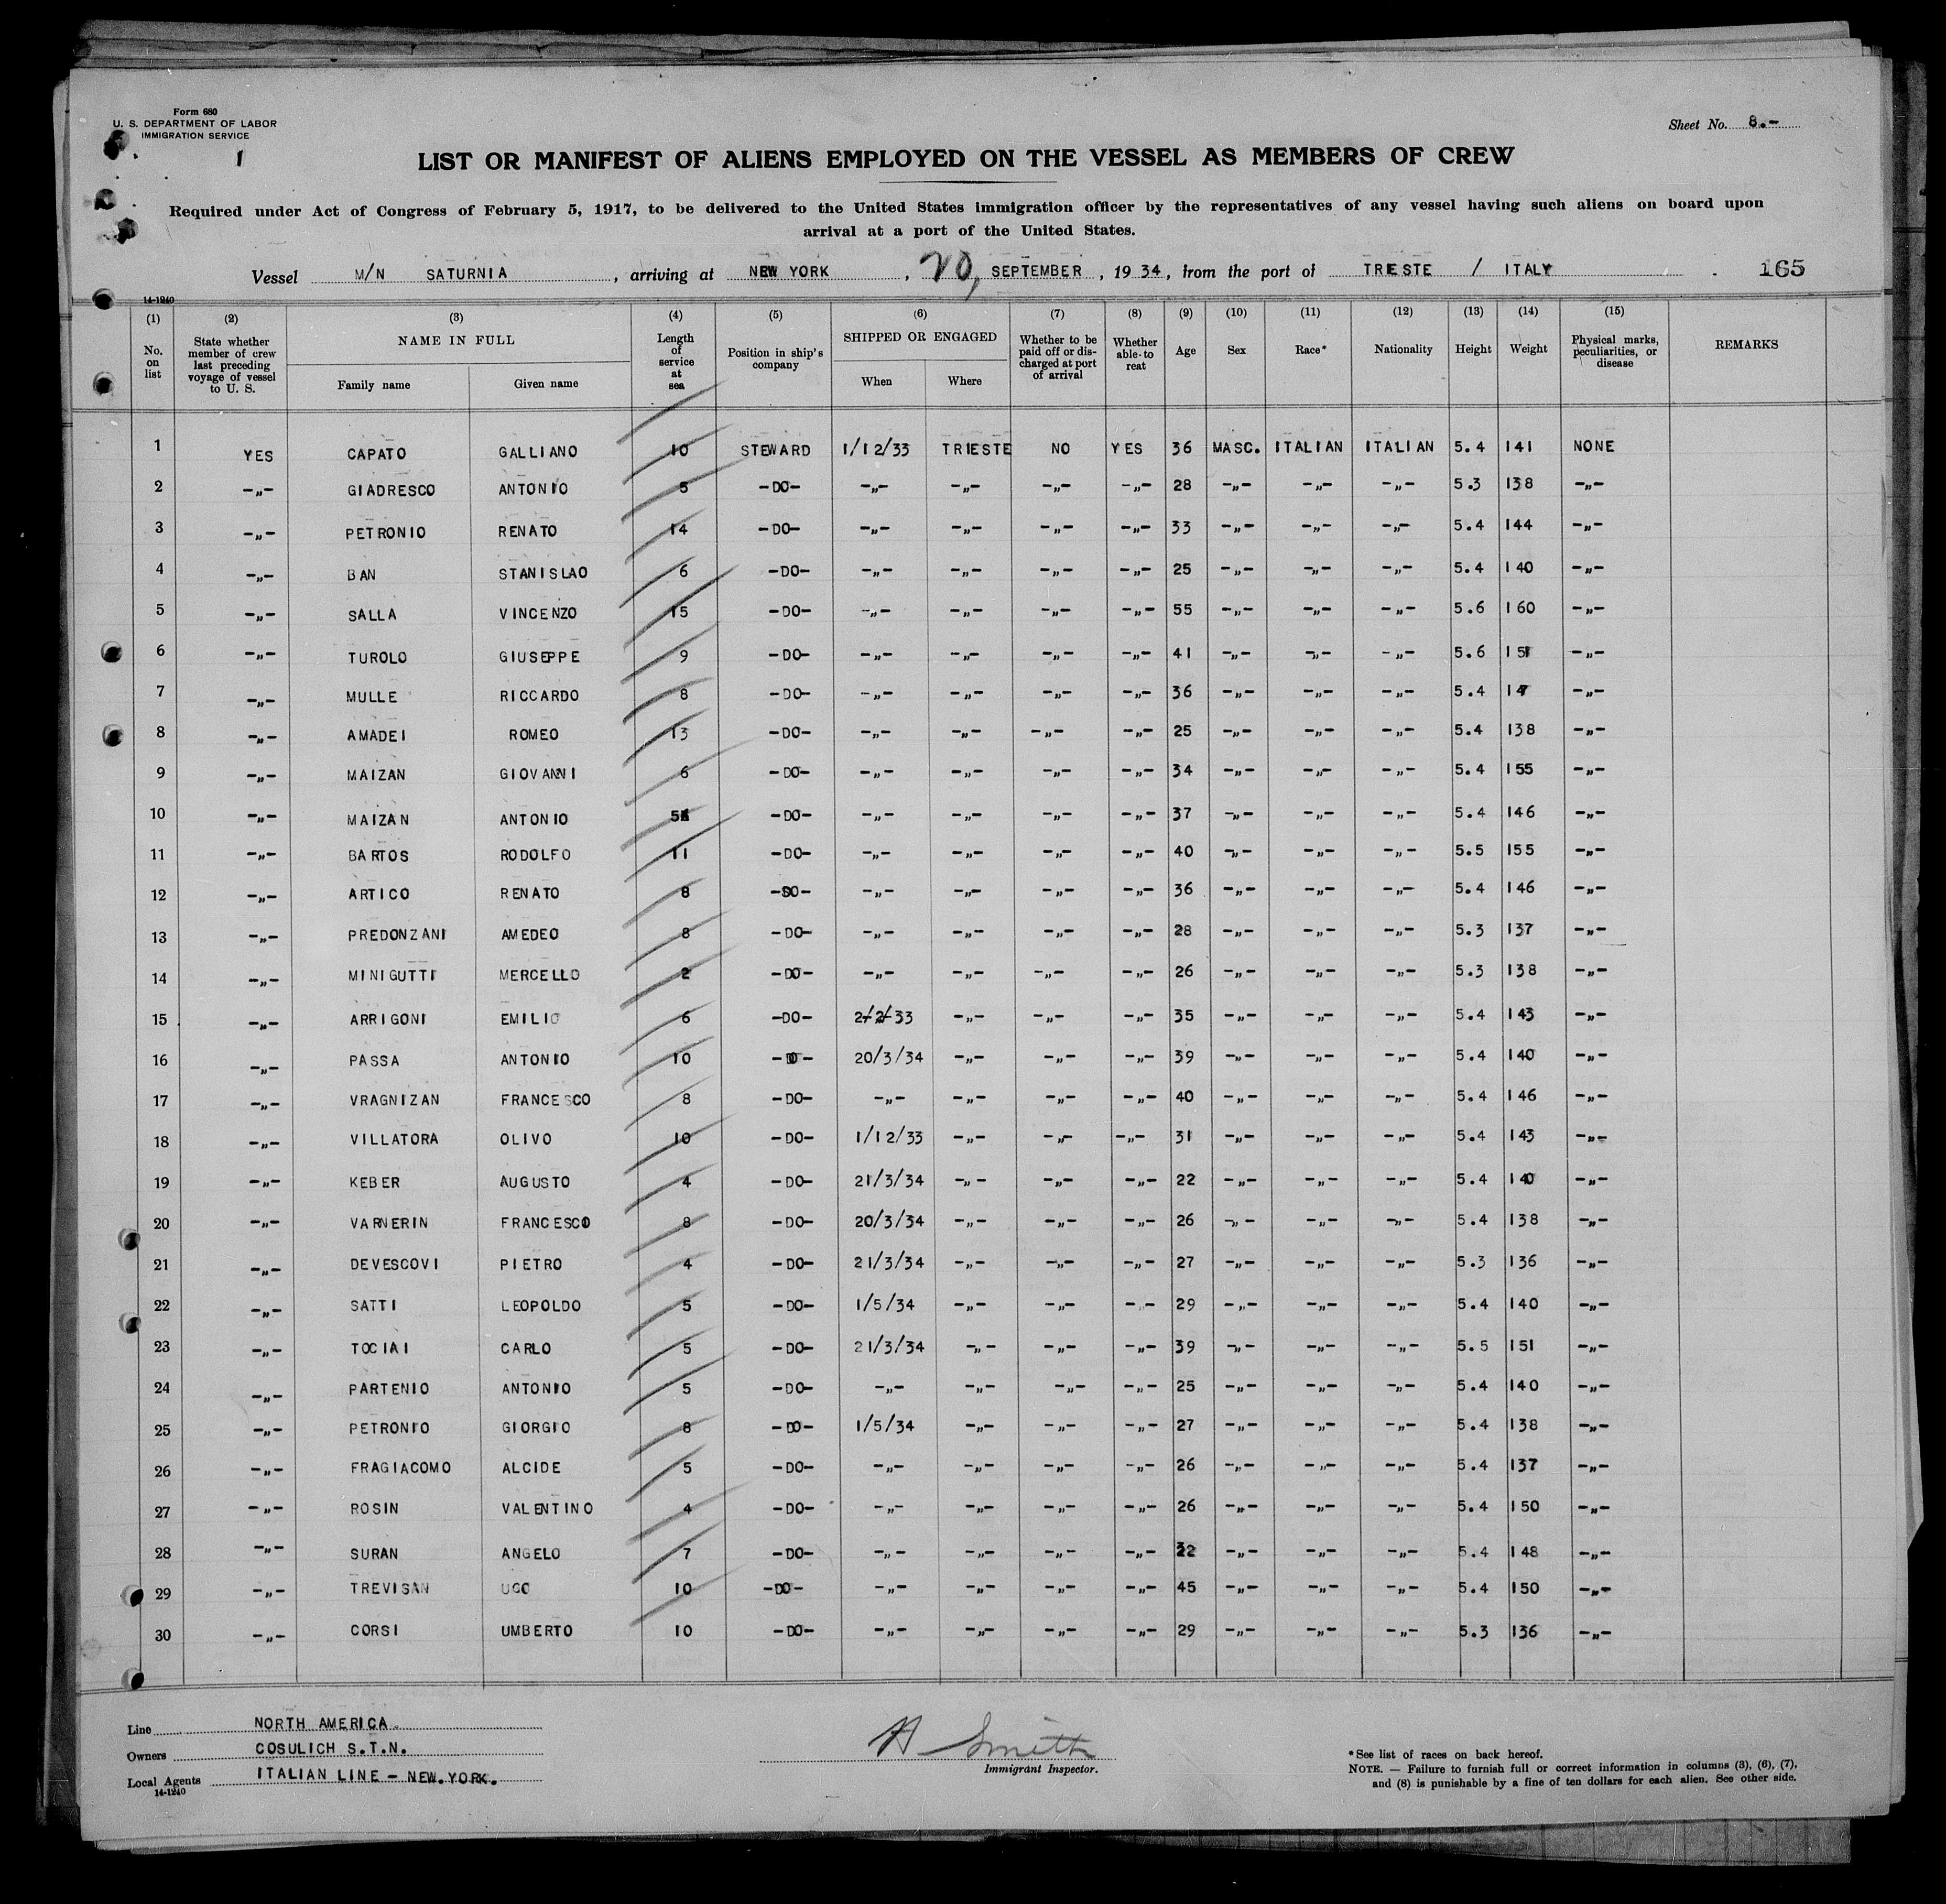 Form 680
U. S. DEPARTMENT OF LABOR
IMMIGRATION SERVICE
1
Sheet No. 8.-
LIST OR MANIFEST OF ALIENS EMPLOYED ON THE VESSEL AS MEMBERS OF CREW
Required under Act of Congress of February 5, 1917, to be delivered to the United States immigration officer by the representatives of any vessel having such aliens on board upon
arrival at a port of the United States.
Vessel M/N SATURNIA, arriving at NEW YORK, 20, SEPTEMBER, 1934, from the port of TRIESTE / ITALY 165
14-1240
(1) No. on list (2) State whether member of crew last preceding voyage of vessel to U. S. (3) NAME IN FULL Family name Given name (4) Length of service at sea (5) Position in ship's company (6) SHIPPED OR ENGAGED When Where (7) Whether to be paid off or discharged at port of arrival (8) Whether able to reat (9) Age (10) Sex (11) Race* (12) Nationality (13) Height (14) Weight (15) Physical marks, peculiarities, or disease REMARKS
1 YES CAPATO GALLIANO 10 STEWARD 1/12/33 TRIESTE NO YES 36 MASC. ITALIAN ITALIAN 5.4 141 NONE
2 -„- GIADRESCO ANTONIO 5 -DO- -„- -„- -„- -„- 28 -„- -„- -„- 5.3 138 -„-
3 -„- PETRONIO RENATO 14 -DO- -„- -„- -„- -„- 33 -„- -„- -„- 5.4 144 -„-
4 -„- BAN STANISLAO 6 -DO- -„- -„- -„- -„- 25 -„- -„- -„- 5.4 140 -„-
5 -„- SALLA VINCENZO 15 -DO- -„- -„- -„- -„- 55 -„- -„- -„- 5.6 160 -„-
6 -„- TUROLO GIUSEPPE 9 -DO- -„- -„- -„- -„- 41 -„- -„- -„- 5.6 151 -„-
7 -„- MULLE RICCARDO 8 -DO- -„- -„- -„- -„- 36 -„- -„- -„- 5.4 147 -„-
8 -„- AMADEI ROMEO 13 -DO- -„- -„- -„- -„- 25 -„- -„- -„- 5.4 138 -„-
9 -„- MAIZAN GIOVANNI 6 -DO- -„- -„- -„- -„- 34 -„- -„- -„- 5.4 155 -„-
10 -„- MAIZAN ANTONIO -DO- -„- -„- -„- -„- 37 -„- -„- -„- 5.4 146 -„-
11 -„- BARTOS RODOLFO 11 -DO- -„- -„- -„- -„- 40 -„- -„- -„- 5.5 155 -„-
12 -„- ARTICO RENATO 8 -DO- -„- -„- -„- -„- 36 -„- -„- -„- 5.4 146 -„-
13 -„- PREDONZANI AMEDEO 8 -DO- -„- -„- -„- -„- 28 -„- -„- -„- 5.3 137 -„-
14 -„- MINIGUTTI MERCELLO 2 -DO- -„- -„- -„- -„- 26 -„- -„- -„- 5.3 138 -„-
15 -„- ARRIGONI EMILIO 6 -DO- 2/2/33 -„- -„- -„- 35 -„- -„- -„- 5.4 143 -„-
16 -„- PASSA ANTONIO 10 -DO- 20/3/34 -„- -„- -„- 39 -„- -„- -„- 5.4 140 -„-
17 -„- VRAGNIZAN FRANCESCO 8 -DO- -„- -„- -„- -„- 40 -„- -„- -„- 5.4 146 -„-
18 -„- VILLATORA OLIVO 10 -DO- 1/12/33 -„- -„- -„- 31 -„- -„- -„- 5.4 143 -„-
19 -„- KEBER AUGUSTO 4 -DO- 21/3/34 -„- -„- -„- 22 -„- -„- -„- 5.4 140 -„-
20 -„- VARNERIN FRANCESCO 8 -DO- 20/3/34 -„- -„- -„- 26 -„- -„- -„- 5.4 138 -„-
21 -„- DEVESCOVI PIETRO 4 -DO- 21/3/34 -„- -„- -„- 27 -„- -„- -„- 5.3 136 -„-
22 -„- SATTI LEOPOLDO 5 -DO- 1/5/34 -„- -„- -„- 29 -„- -„- -„- 5.4 140 -„-
23 -„- TOCIAI CARLO 5 -DO- 21/3/34 -„- -„- -„- 39 -„- -„- -„- 5.5 151 -„-
24 -„- PARTENIO ANTONIO 5 -DO- -„- -„- -„- -„- 25 -„- -„- -„- 5.4 140 -„-
25 -„- PETRONIO GIORGIO 8 -DO- 1/5/34 -„- -„- -„- 27 -„- -„- -„- 5.4 138 -„-
26 -„- FRAGIACOMO ALCIDE 5 -DO- -„- -„- -„- -„- 26 -„- -„- -„- 5.4 137 -„-
27 -„- ROSIN VALENTINO 4 -DO- -„- -„- -„- -„- 26 -„- -„- -„- 5.4 150 -„-
28 -„- SURAN ANGELO 7 -DO- -„- -„- -„- -„- -„- -„- -„- 5.4 148 -„-
29 -„- TREVISAN UGO 10 -DO- -„- -„- -„- -„- 45 -„- -„- -„- 5.4 150 -„-
30 -„- CORSI UMBERTO 10 -DO- -„- -„- -„- -„- 29 -„- -„- -„- 5.3 136 -„-
Line NORTH AMERICA
Owners COSULICH S.T.N.
Local Agents ITALIAN LINE - NEW.YORK.
14-1240
H Smith
Immigrant Inspector.
*See list of races on back hereof.
NOTE. — Failure to furnish full or correct information in columns (3), (6), (7),
and (8) is punishable by a fine of ten dollars for each alien. See other side.